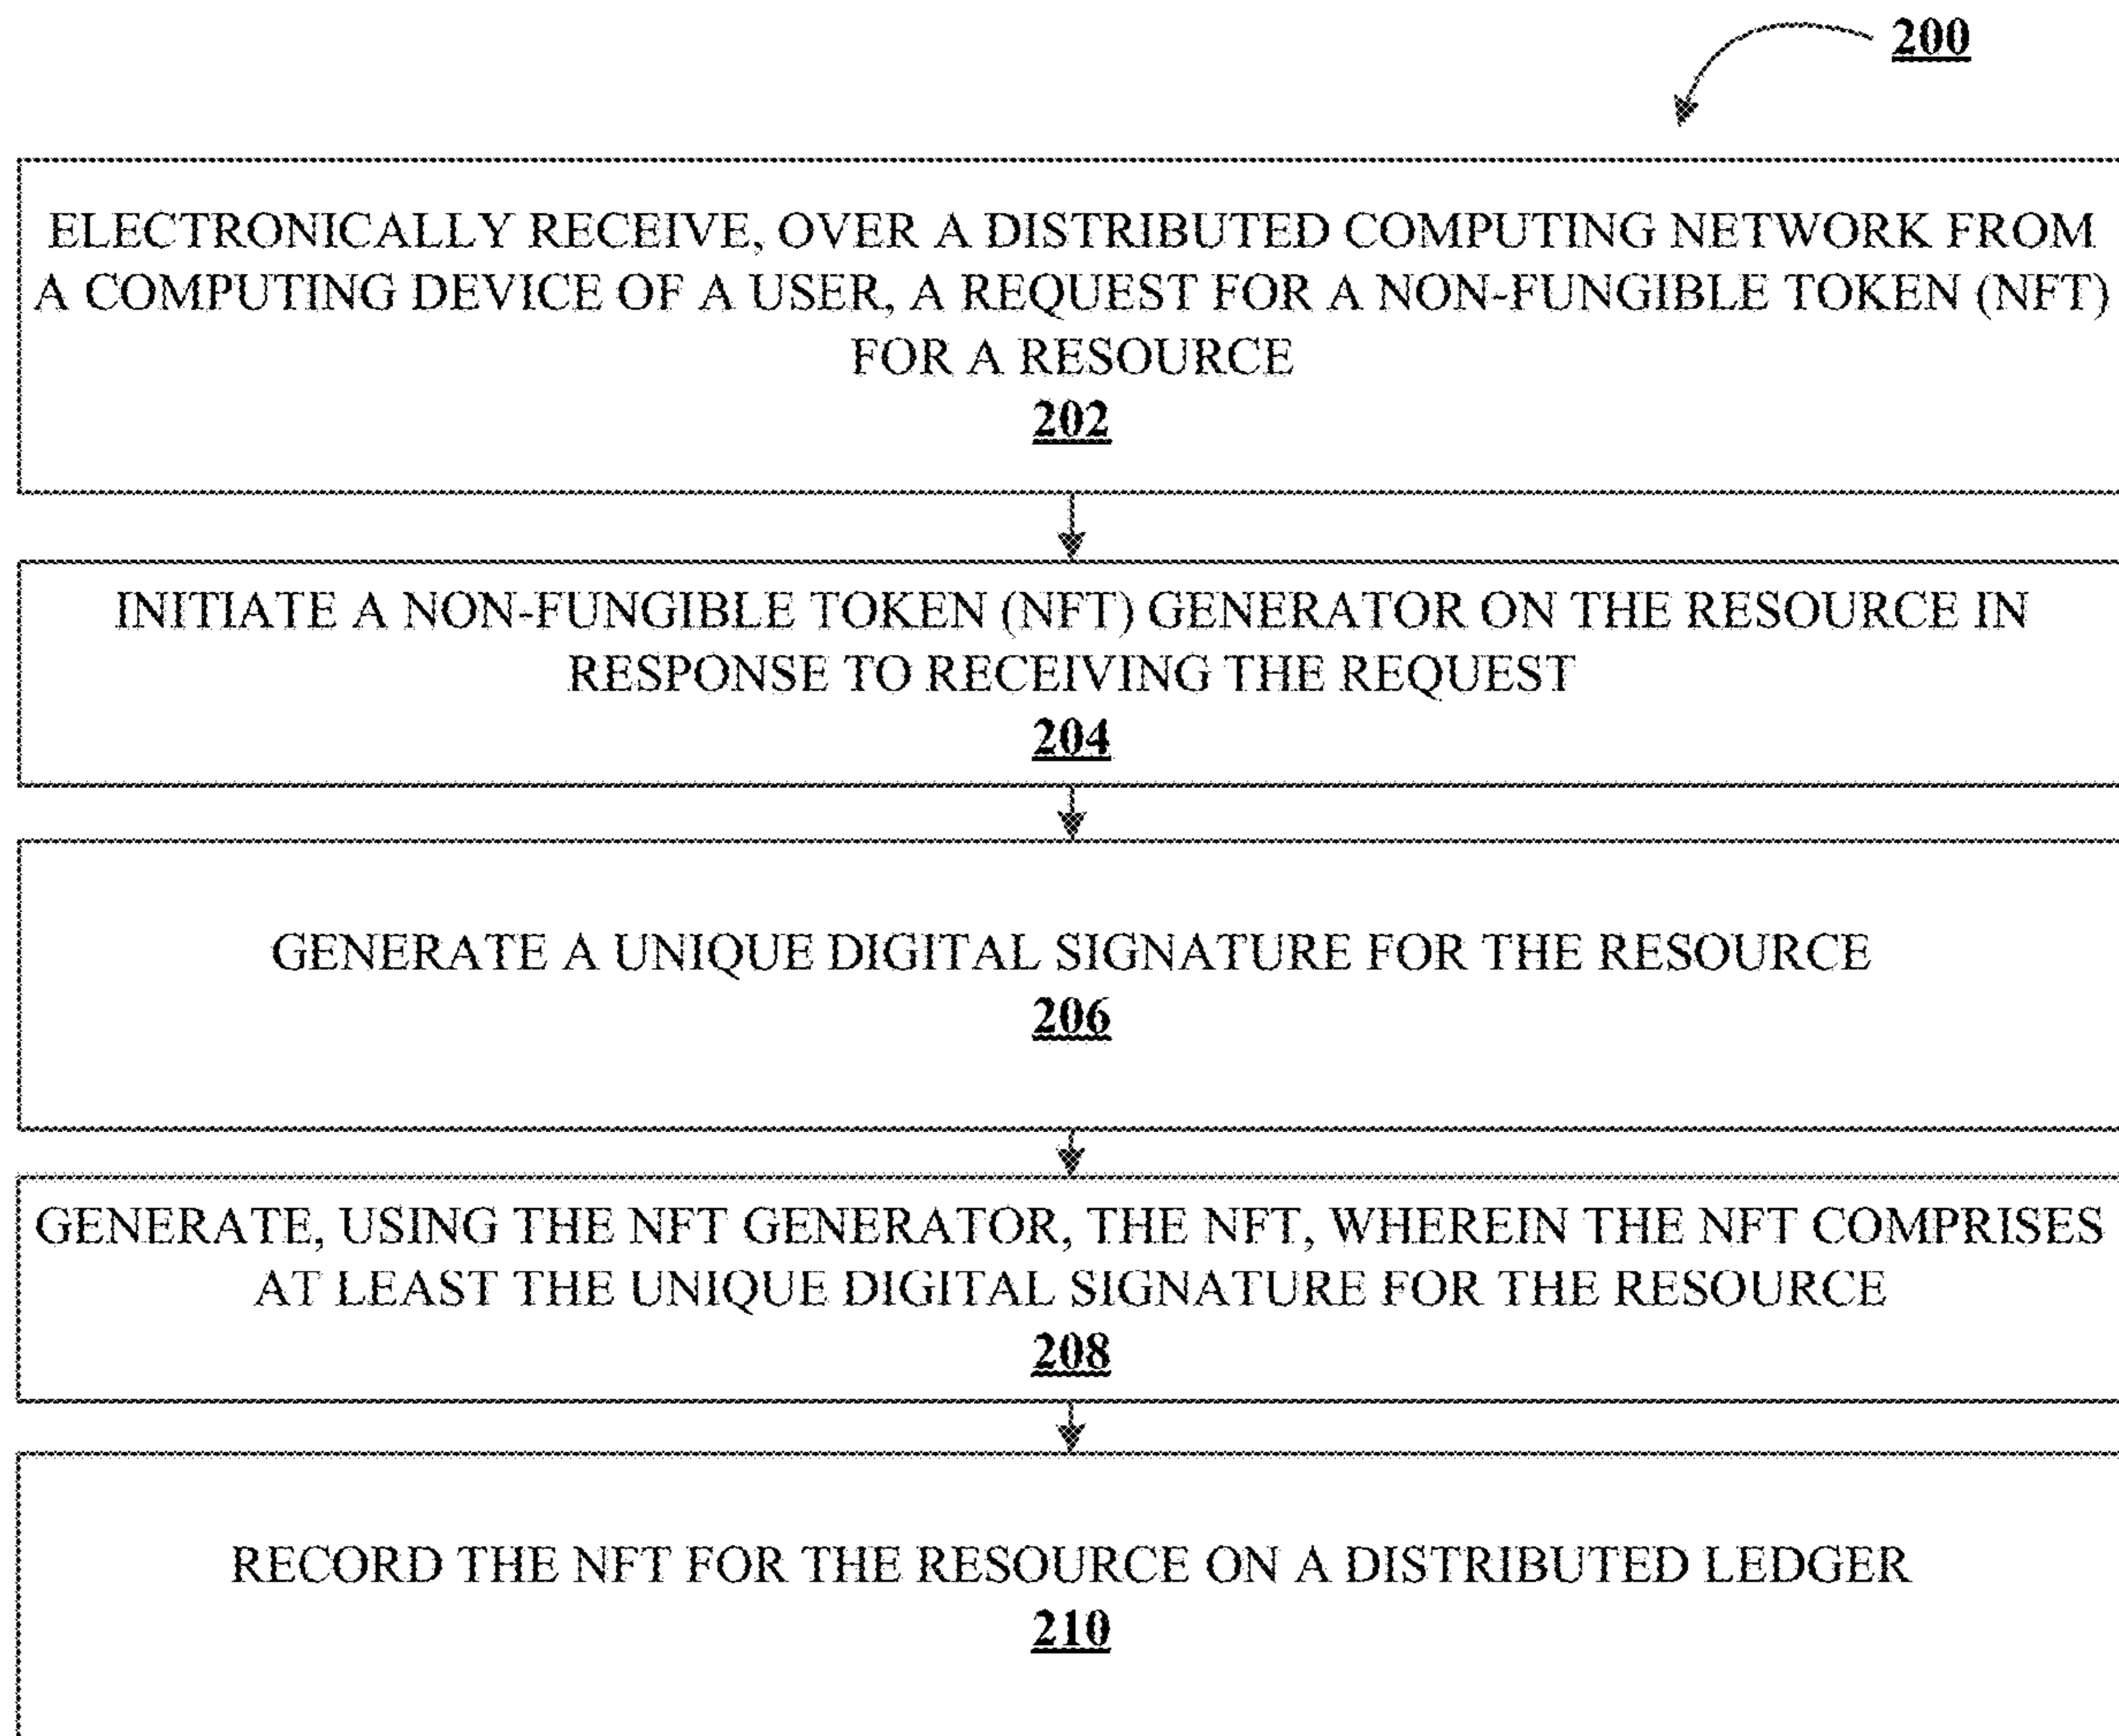 200
ELECTRONICALLY RECEIVE, OVER A DISTRIBUTED COMPUTING NETWORK FROM
A COMPUTING DEVICE OF A USER, A REQUEST FOR A NON-FUNGIBLE TOKEN (NFT)
FOR A RESOURCE
202
INITIATE A NON-FUNGIBLE TOKEN (NFT) GENERATOR ON THE RESOURCE IN
RESPONSE TO RECEIVING THE REQUEST
204
GENERATE A UNIQUE DIGITAL SIGNATURE FOR THE RESOURCE
206
GENERATE, USING THE NFT GENERATOR, THE NFT, WHEREIN THE NFT COMPRISES
AT LEAST THE UNIQUE DIGITAL SIGNATURE FOR THE RESOURCE
208
RECORD THE NFT FOR THE RESOURCE ON A DISTRIBUTED LEDGER
210